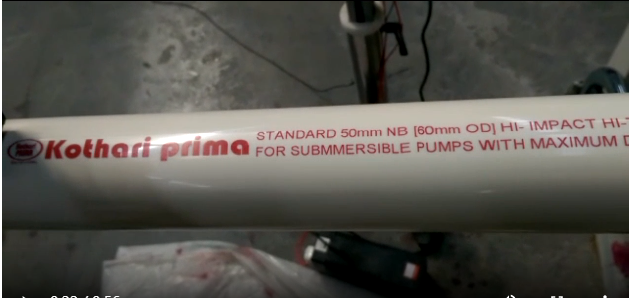 Kothari prima
STANDARD 50mm NB [60mm OD] HI- IMPACT HI-
FOR SUBMMERSIBLE PUMPS WITH MAXIMUM D